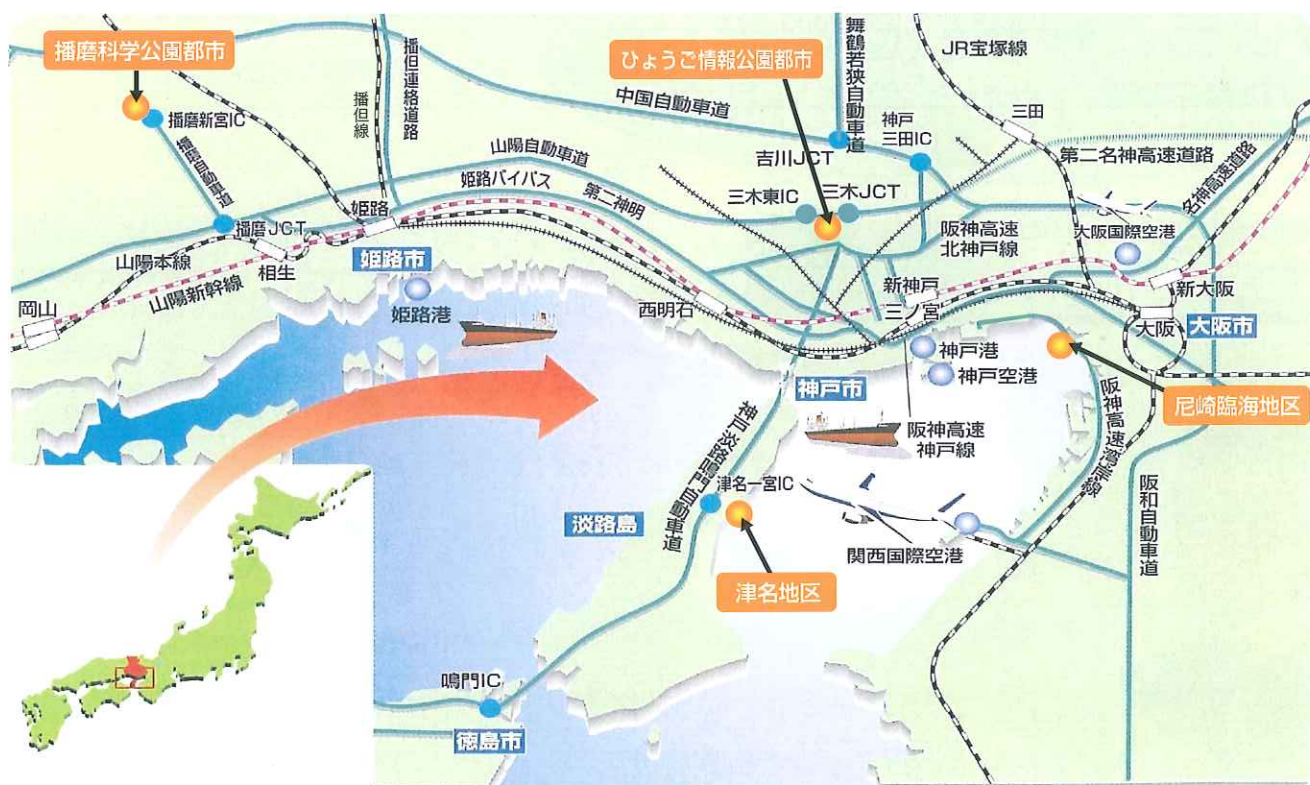 播磨科学公園都市
播磨新宮IC
播磨自動車道
播磨JCT
播但線
播但連絡道路
中国自動車道
山陽自動車道
姫路バイパス
第二神明
舞鶴若狭自動車道
ひょうご情報公園都市
吉川JCT
神戸
三田IC
三木東IC
三木JCT
JR宝塚線
三田
第二名神高速道路
名神高速道路
大阪国際空港
阪神高速
北神戸線
姫路
相生
山陽本線
山陽新幹線
岡山
姫路市
姫路港
西明石
新神戸
三ノ宮
新大阪
大阪
大阪市
神戸港
神戸空港
神戸市
尼崎臨海地区
阪神高速
神戸線
阪神高速湾岸線
阪和自動車道
神戸淡路鳴門自動車道
津名一宮IC
淡路島
関西国際空港
津名地区
鳴門IC
徳島市